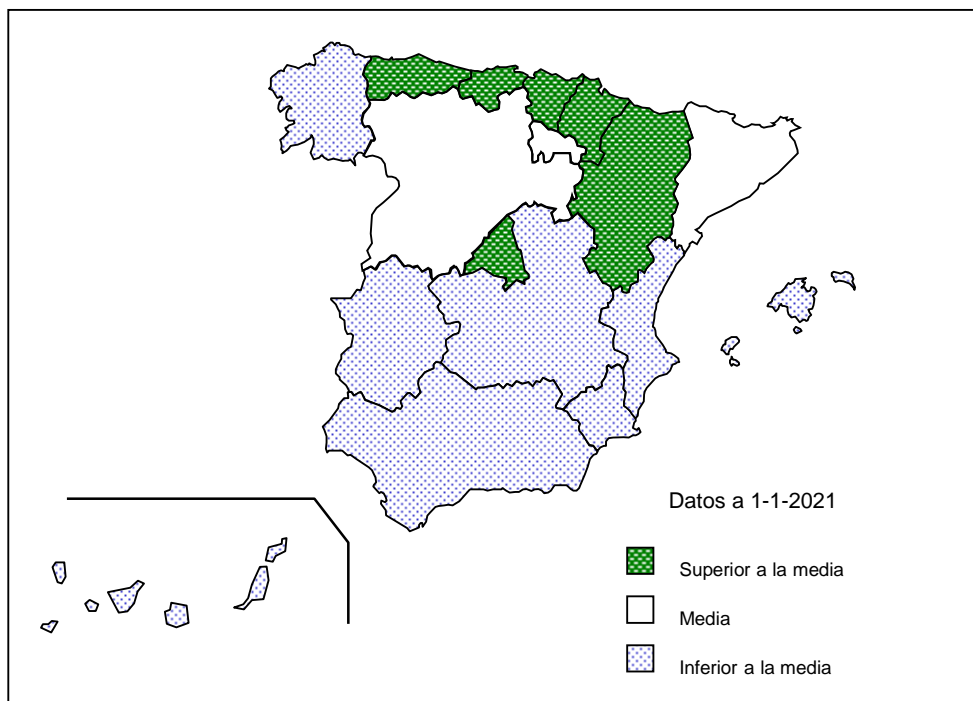 Datos a 1-1-2021
Superior a la media
Media
Inferior a la media